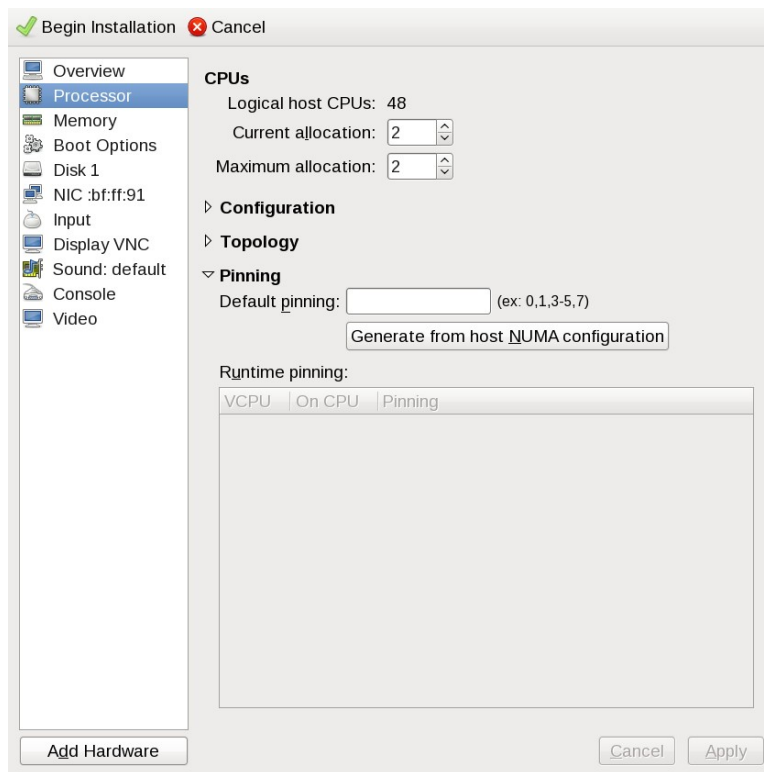 Begin Installation Cancel
Overview
Processor
Memory
Boot Options
Disk 1
NIC :bf:ff:91
Input
Display VNC
Sound: default
Console
Video
Add Hardware
CPUs
Logical host CPUs: 48
Current allocation: 2
Maximum allocation: 2
Configuration
Topology
Pinning
Default pinning: (ex: 0,1,3-5,7)
Generate from host NUMA configuration
Runtime pinning:
VCPU On CPU Pinning
Cancel Apply